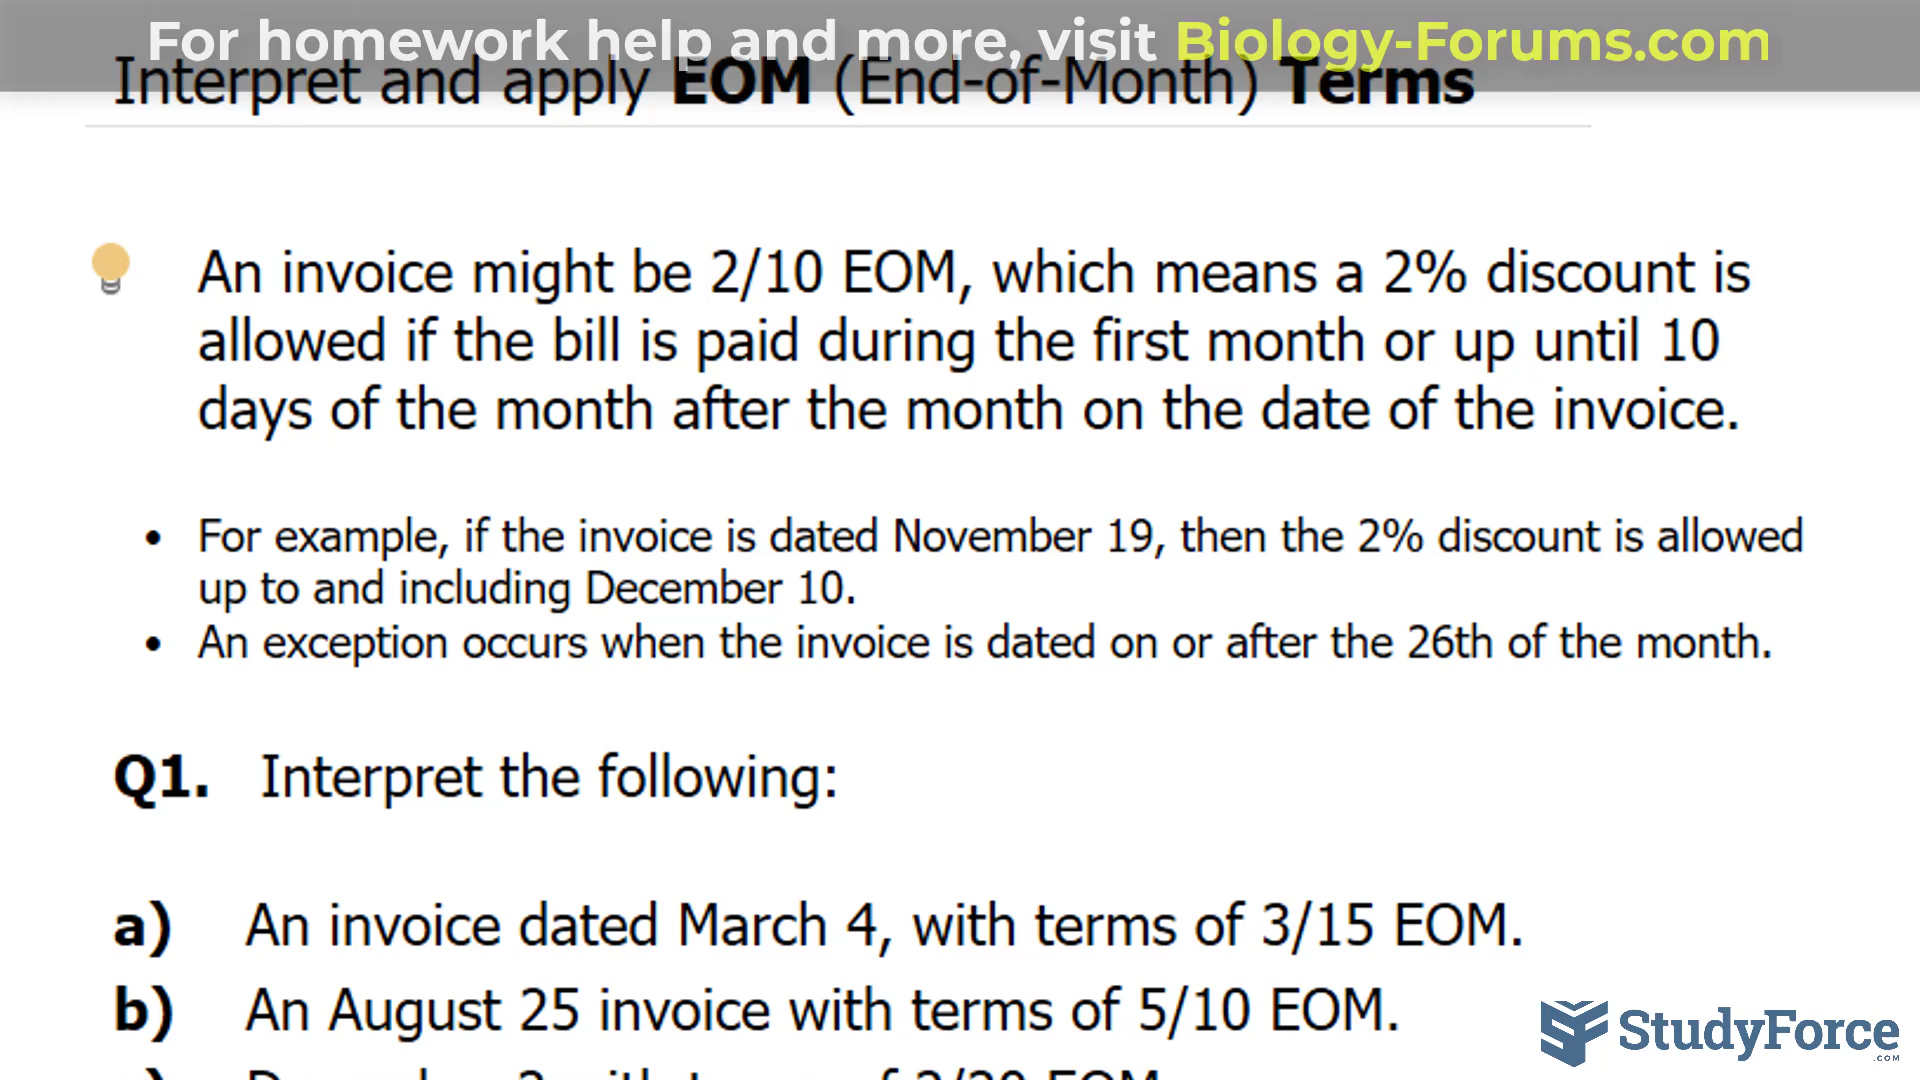 For homework help and more, visit Biology-Forums.com
Interpret and apply EOM (End-of-Month) Terms
An invoice might be 2/10 EOM, which means a 2% discount is
allowed if the bill is paid during the first month or up until 10
days of the month after the month on the date of the invoice.
• For example, if the invoice is dated November 19, then the 2% discount is allowed
up to and including December 10.
• An exception occurs when the invoice is dated on or after the 26th of the month.
Q1. Interpret the following:
a) An invoice dated March 4, with terms of 3/15 EOM.
b) An August 25 invoice with terms of 5/10 EOM.
StudyForce
.COM